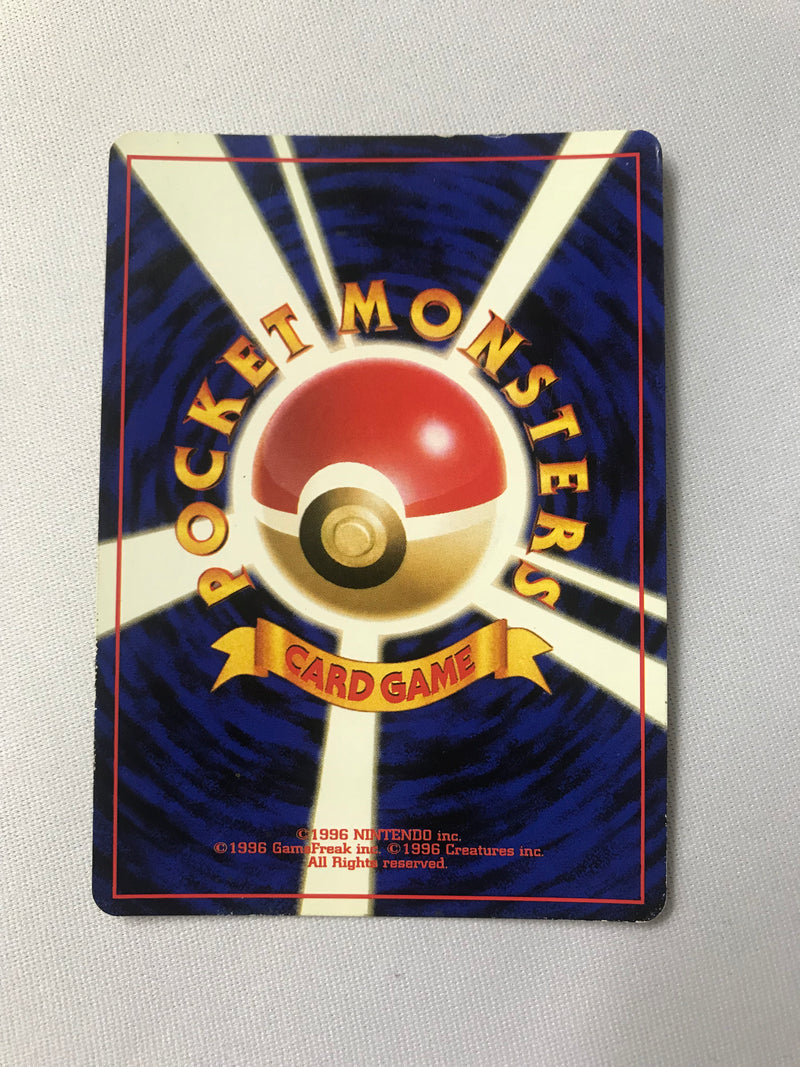 POCKET MONSTERS
CARD GAME
©1996 NINTENDO inc.
©1996 GameFreak inc. ©1996 Creatures inc.
All Rights reserved.